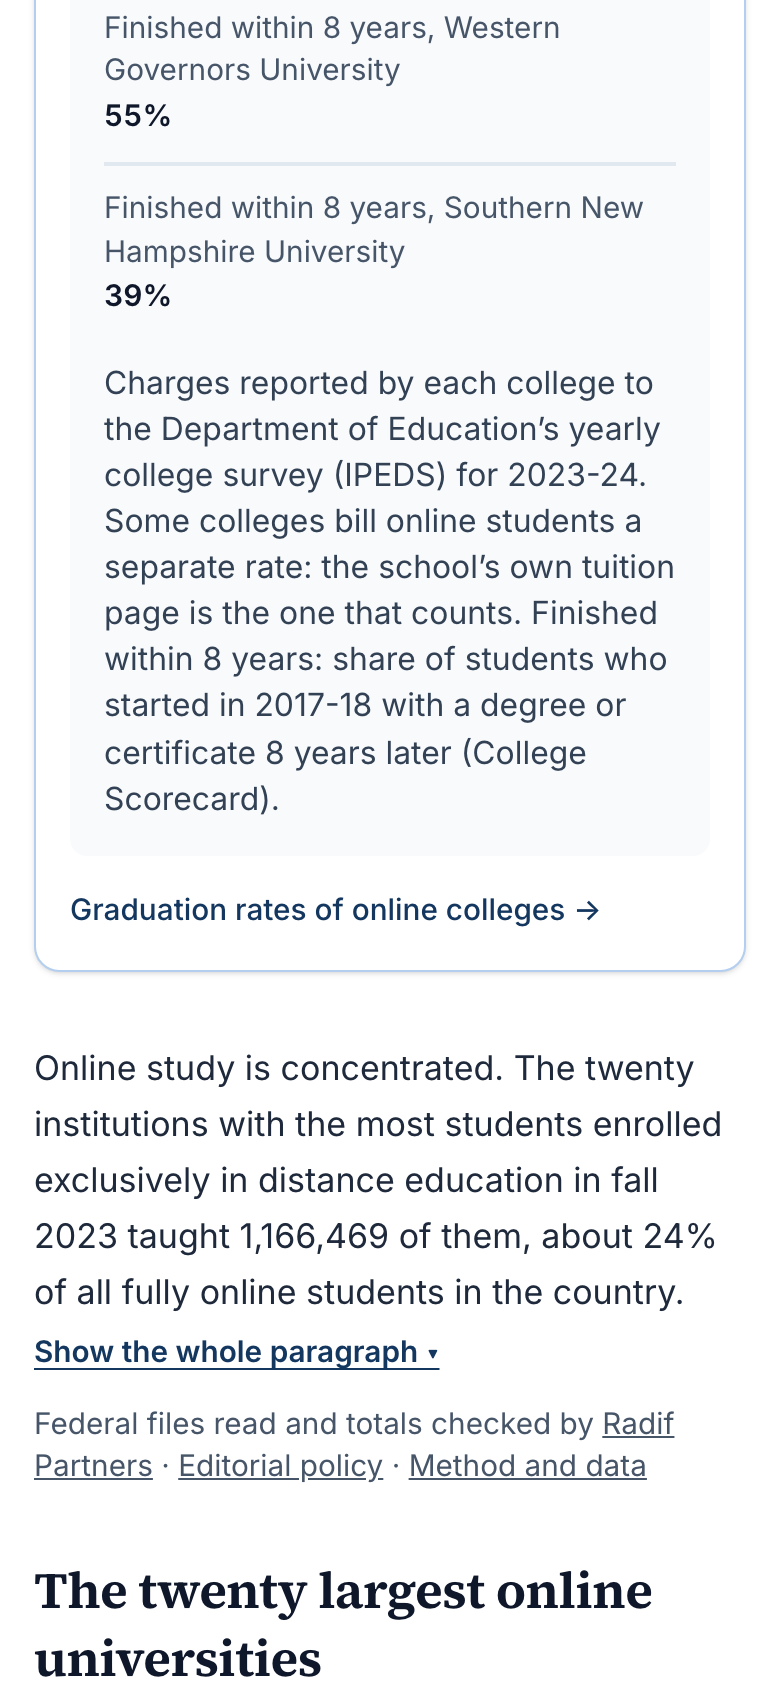 Finished within 8 years, Western
Governors University
55%
Finished within 8 years, Southern New
Hampshire University
39%
Charges reported by each college to
the Department of Education’s yearly
college survey (IPEDS) for 2023-24.
Some colleges bill online students a
separate rate: the school’s own tuition
page is the one that counts. Finished
within 8 years: share of students who
started in 2017-18 with a degree or
certificate 8 years later (College
Scorecard).
Graduation rates of online colleges →
Online study is concentrated. The twenty
institutions with the most students enrolled
exclusively in distance education in fall
2023 taught 1,166,469 of them, about 24%
of all fully online students in the country.
Show the whole paragraph ▾
Federal files read and totals checked by Radif
Partners · Editorial policy · Method and data
The twenty largest online
universities